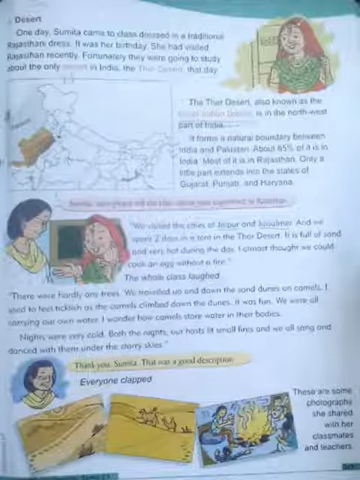 Desert
One day, Sumita came to class dressed in a traditional
Rajasthani dress. It was her birthday. She had visited
Rajasthan recently. Fortunately they were going to study
about the only desert in India, the Thar Desert, that day.
The Thar Desert, also known as the
Great Indian Desert, is in the north-west
part of India.
It forms a natural boundary between
India and Pakistan. About 85% of it is in
India. Most of it is in Rajasthan. Only a
little part extends into the states of
Gujarat, Punjab, and Haryana.
Sumita, your experience in Rajasthan.
"We visited the cities of Jaipur and Jaisalmer. And we
spent 2 days in a tent in the Thar Desert. It is full of sand
and very hot during the day. I almost thought we could
cook an egg without a fire."
The whole class laughed.
"There were hardly any trees. We travelled up and down the sand dunes on camels. I
used to feel ticklish as the camels climbed down the dunes. It was fun. We were all
carrying our own water. I wonder how camels store water in their bodies.
Nights were very cold. Both the nights, our hosts lit small fires and we all sang and
danced with them under the starry skies."
Thank you, Sumita. That was a good description.
Everyone clapped
These are some
photographs
she shared
with her
classmates
and teachers.